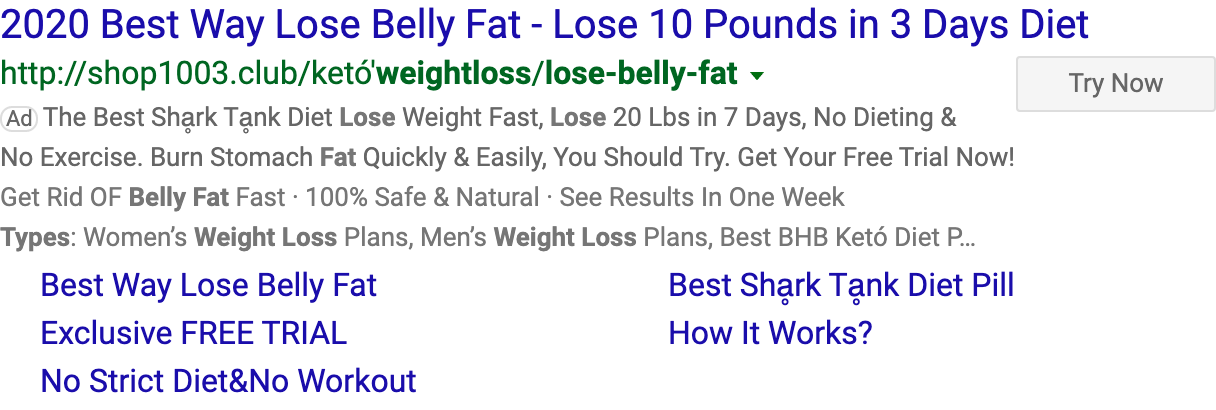 2020 Best Way Lose Belly Fat - Lose 10 Pounds in 3 Days Diet
http://shop1003.club/ketó'weightloss/lose-belly-fat
Try Now
Ad The Best Sḁrk Tḁnk Diet Lose Weight Fast, Lose 20 Lbs in 7 Days, No Dieting &
No Exercise. Burn Stomach Fat Quickly & Easily, You Should Try. Get Your Free Trial Now!
Get Rid OF Belly Fat Fast · 100% Safe & Natural · See Results In One Week
Types: Women’s Weight Loss Plans, Men’s Weight Loss Plans, Best BHB Ketó Diet P...
Best Way Lose Belly Fat
Best Shḁrk Tḁnk Diet Pill
Exclusive FREE TRIAL
How It Works?
No Strict Diet&No Workout